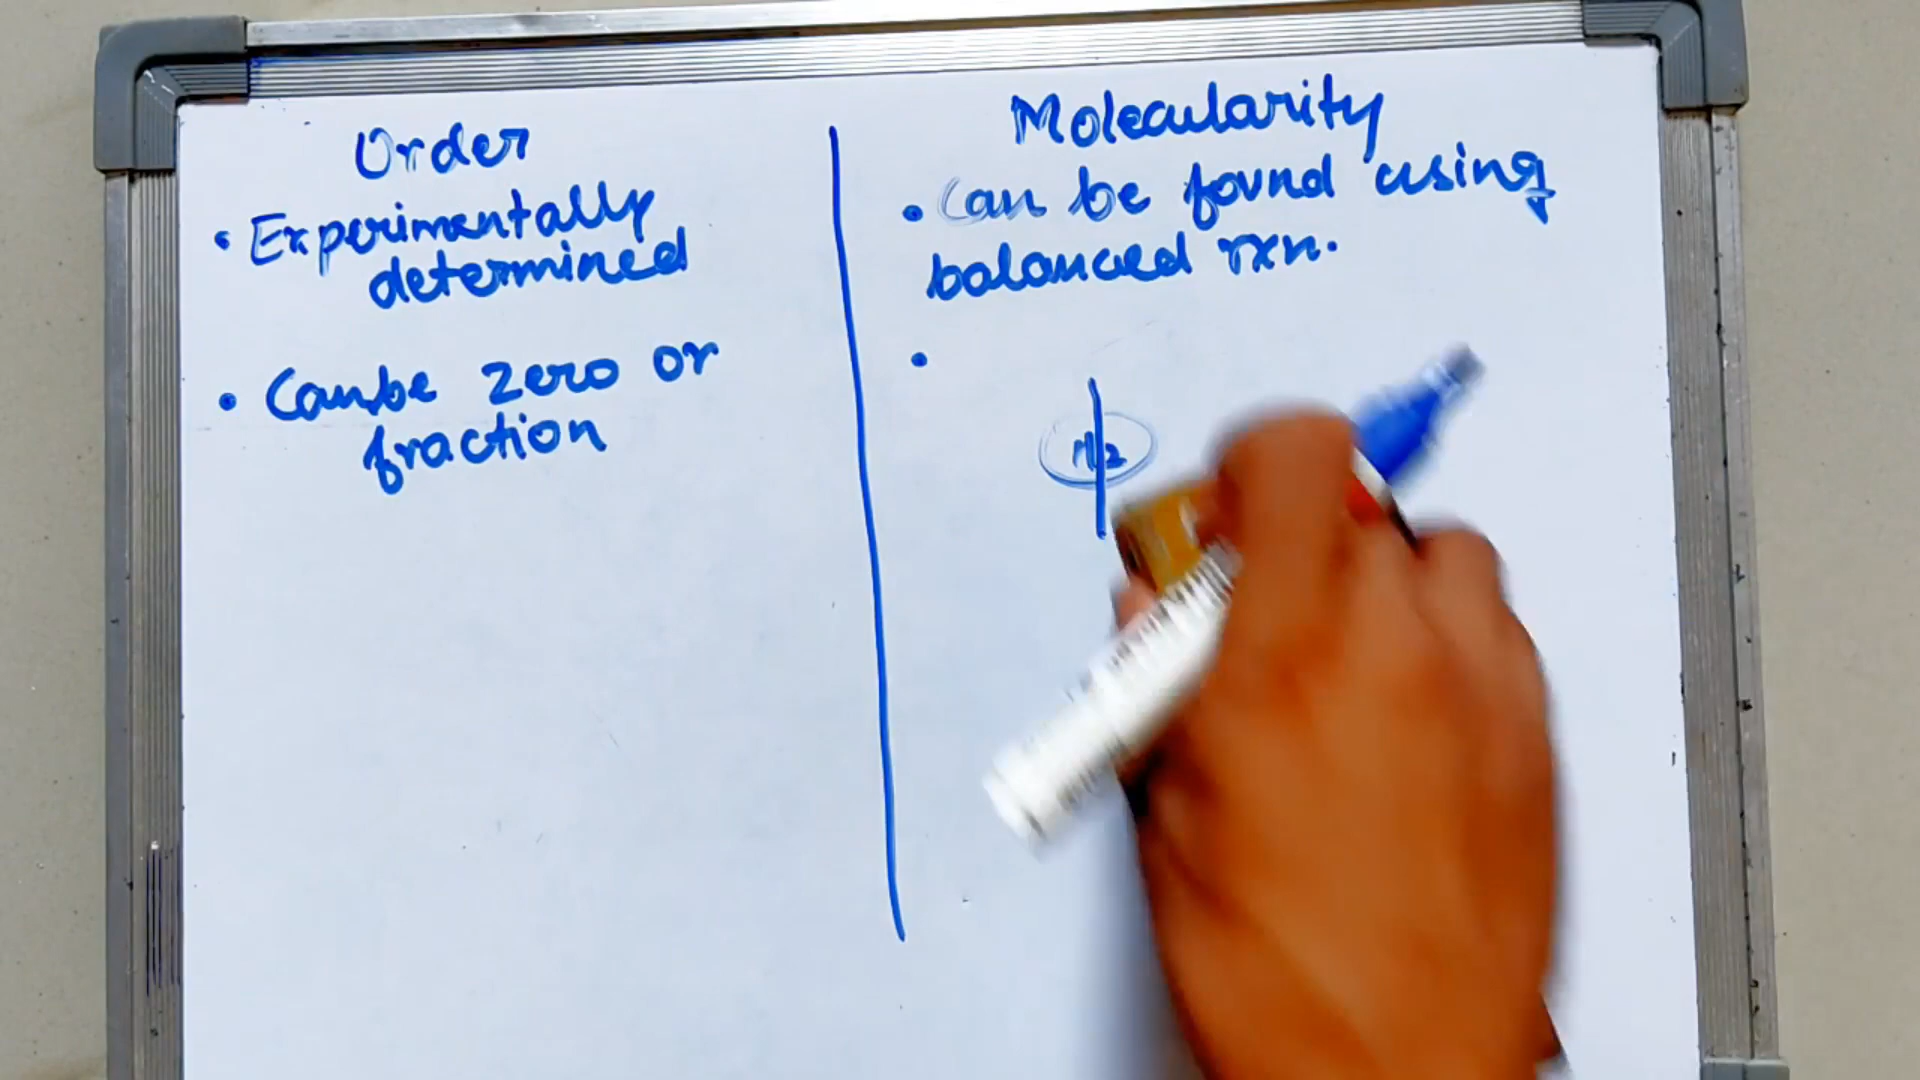 Order
• Experimentally
determined
• Can be zero or
fraction
Molecularity
• Can be found using
balanced rxn.
•